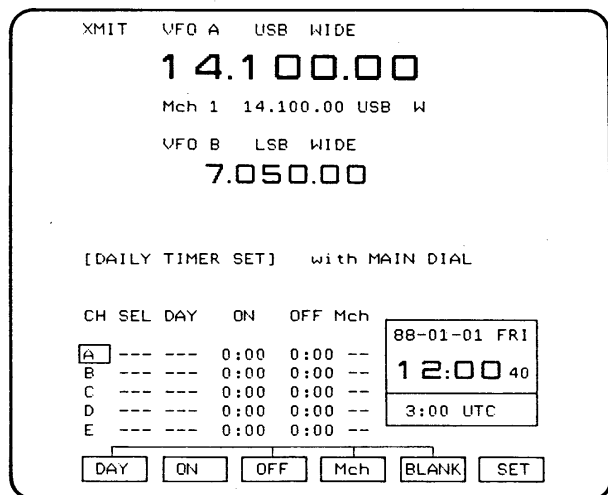 XMIT VFO A USB WIDE
14.100.00
Mch 1 14.100.00 USB W
VFO B LSB WIDE
7.050.00
[DAILY TIMER SET] with MAIN DIAL
CH SEL DAY ON OFF Mch
A --- --- 0:00 0:00 --
B --- --- 0:00 0:00 --
C --- --- 0:00 0:00 --
D --- --- 0:00 0:00 --
E --- --- 0:00 0:00 --
88-01-01 FRI
12:00 40
3:00 UTC
DAY ON OFF Mch BLANK SET